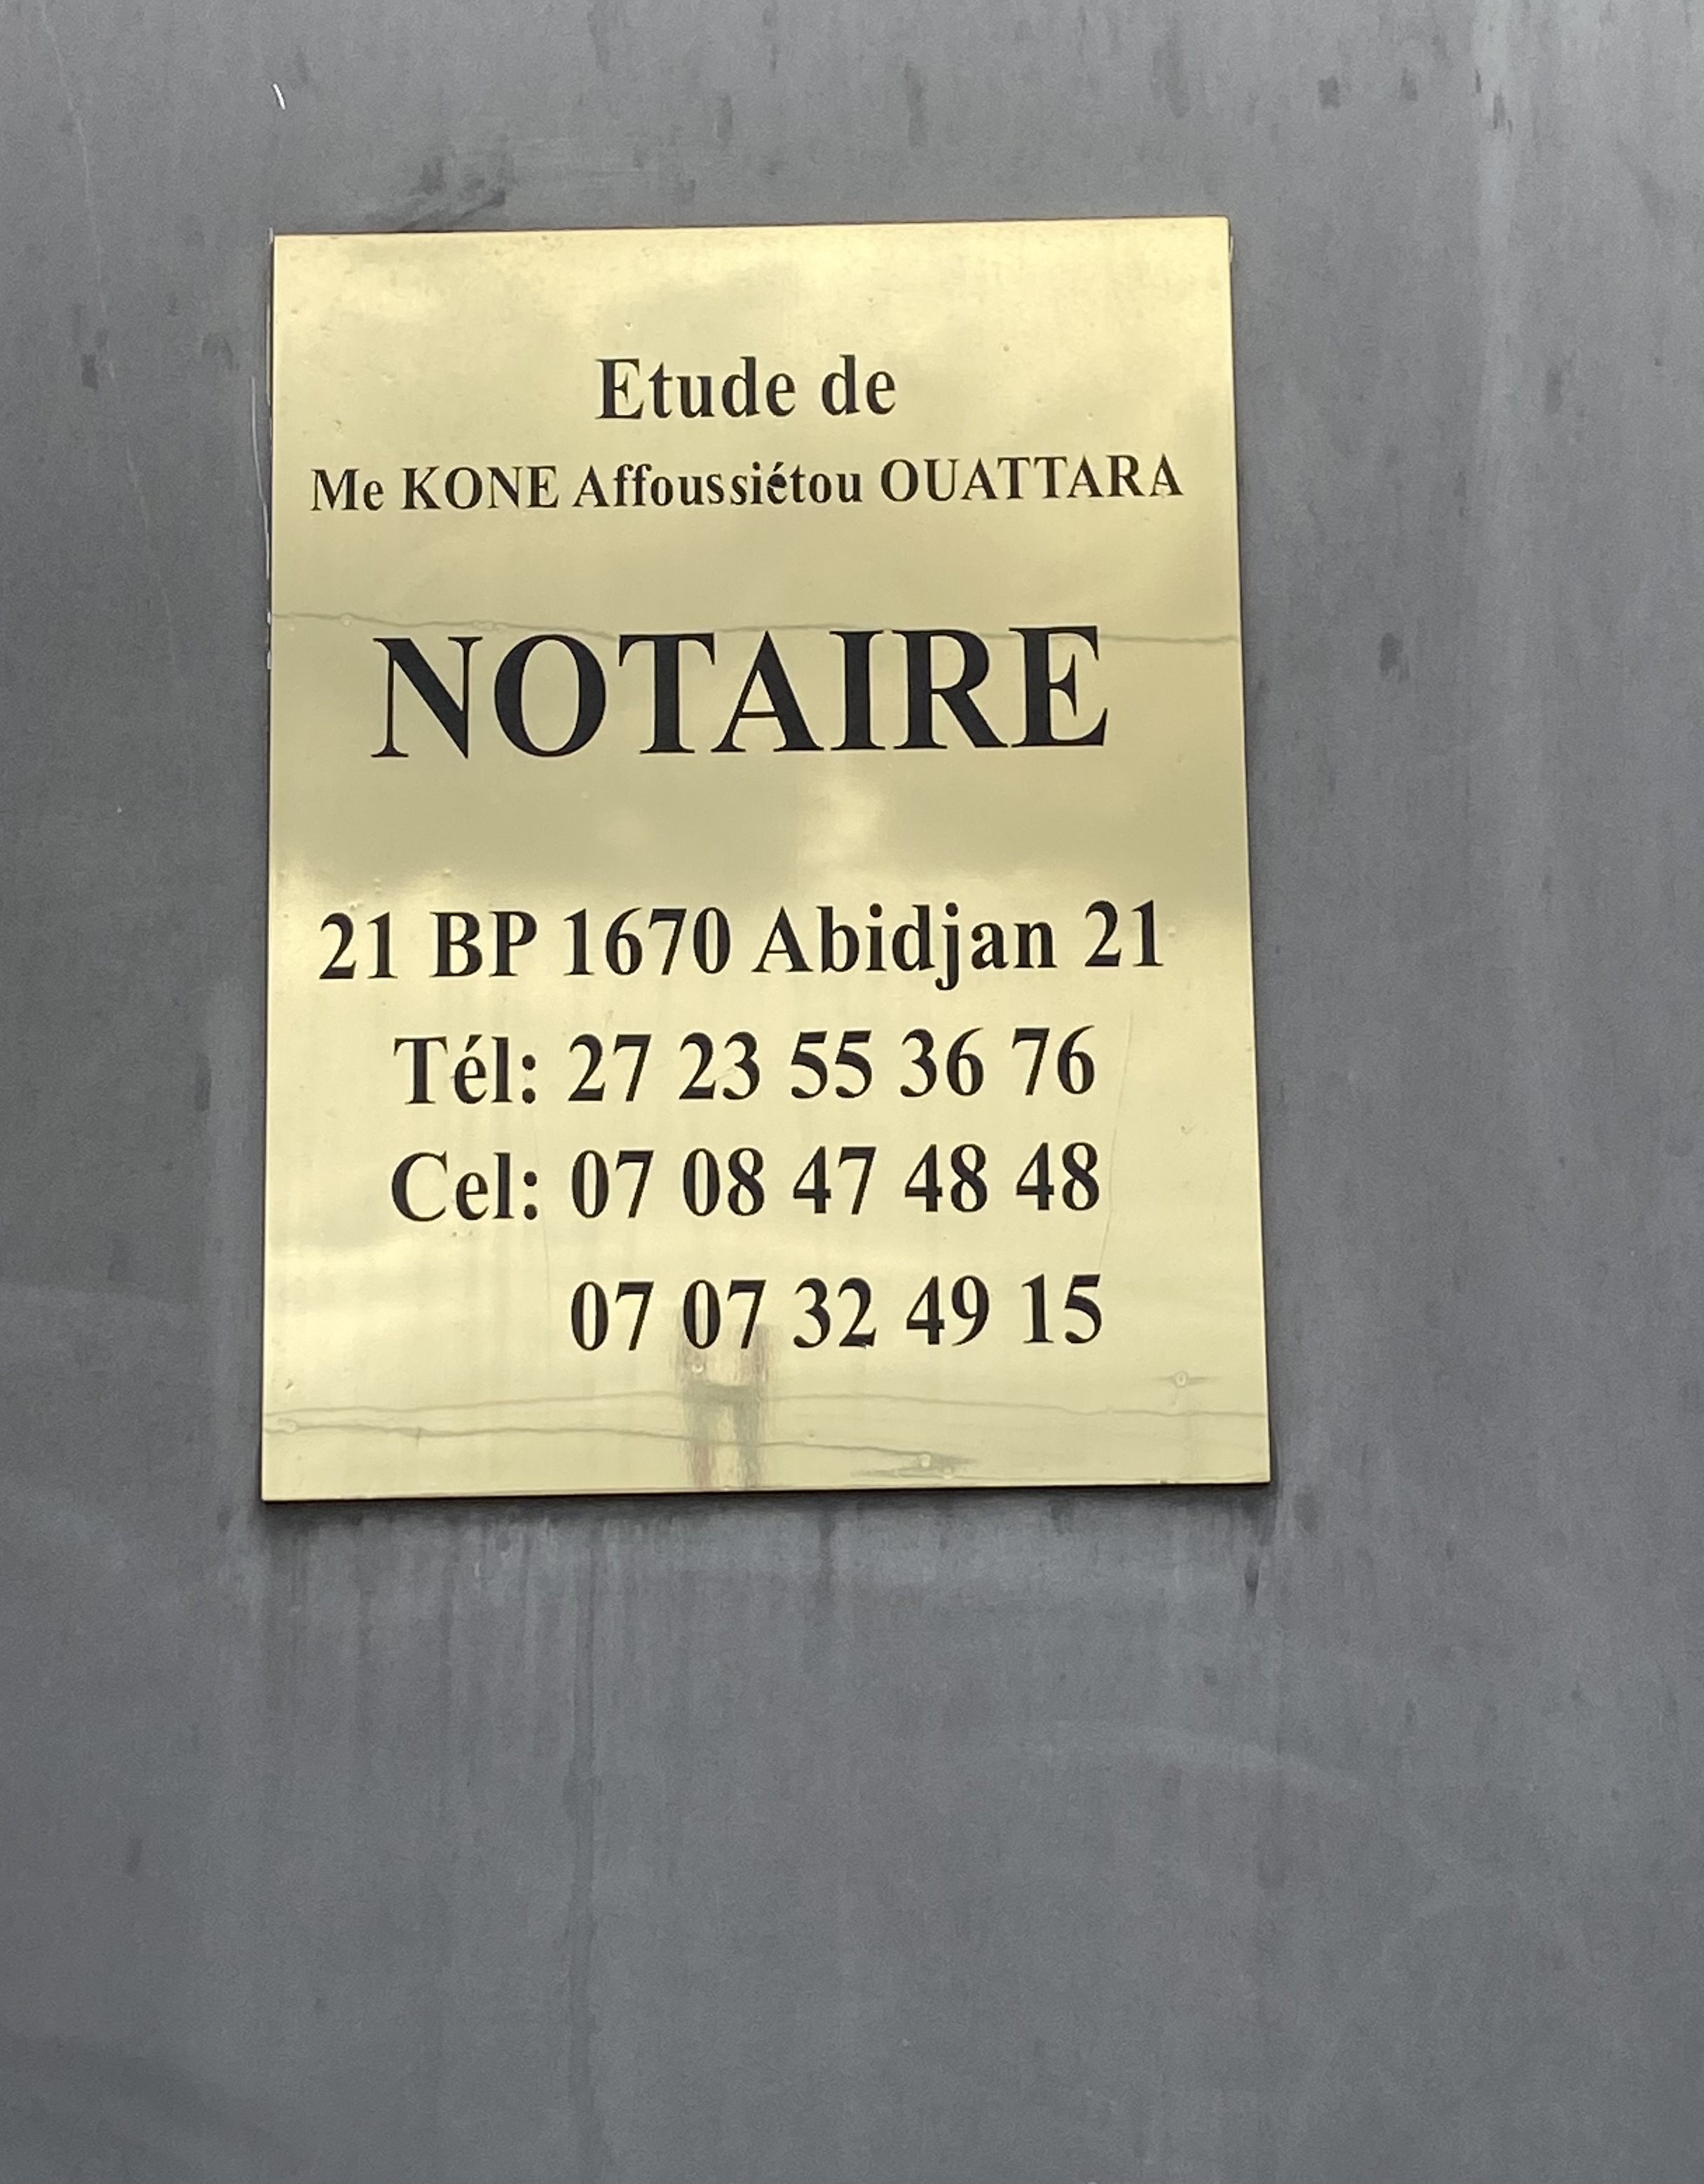 Etude de
Me KONE Affoussiétou OUATTARA
NOTAIRE
21 BP 1670 Abidjan 21
Tél: 27 23 55 36 76
Cel: 07 08 47 48 48
07 07 32 49 15